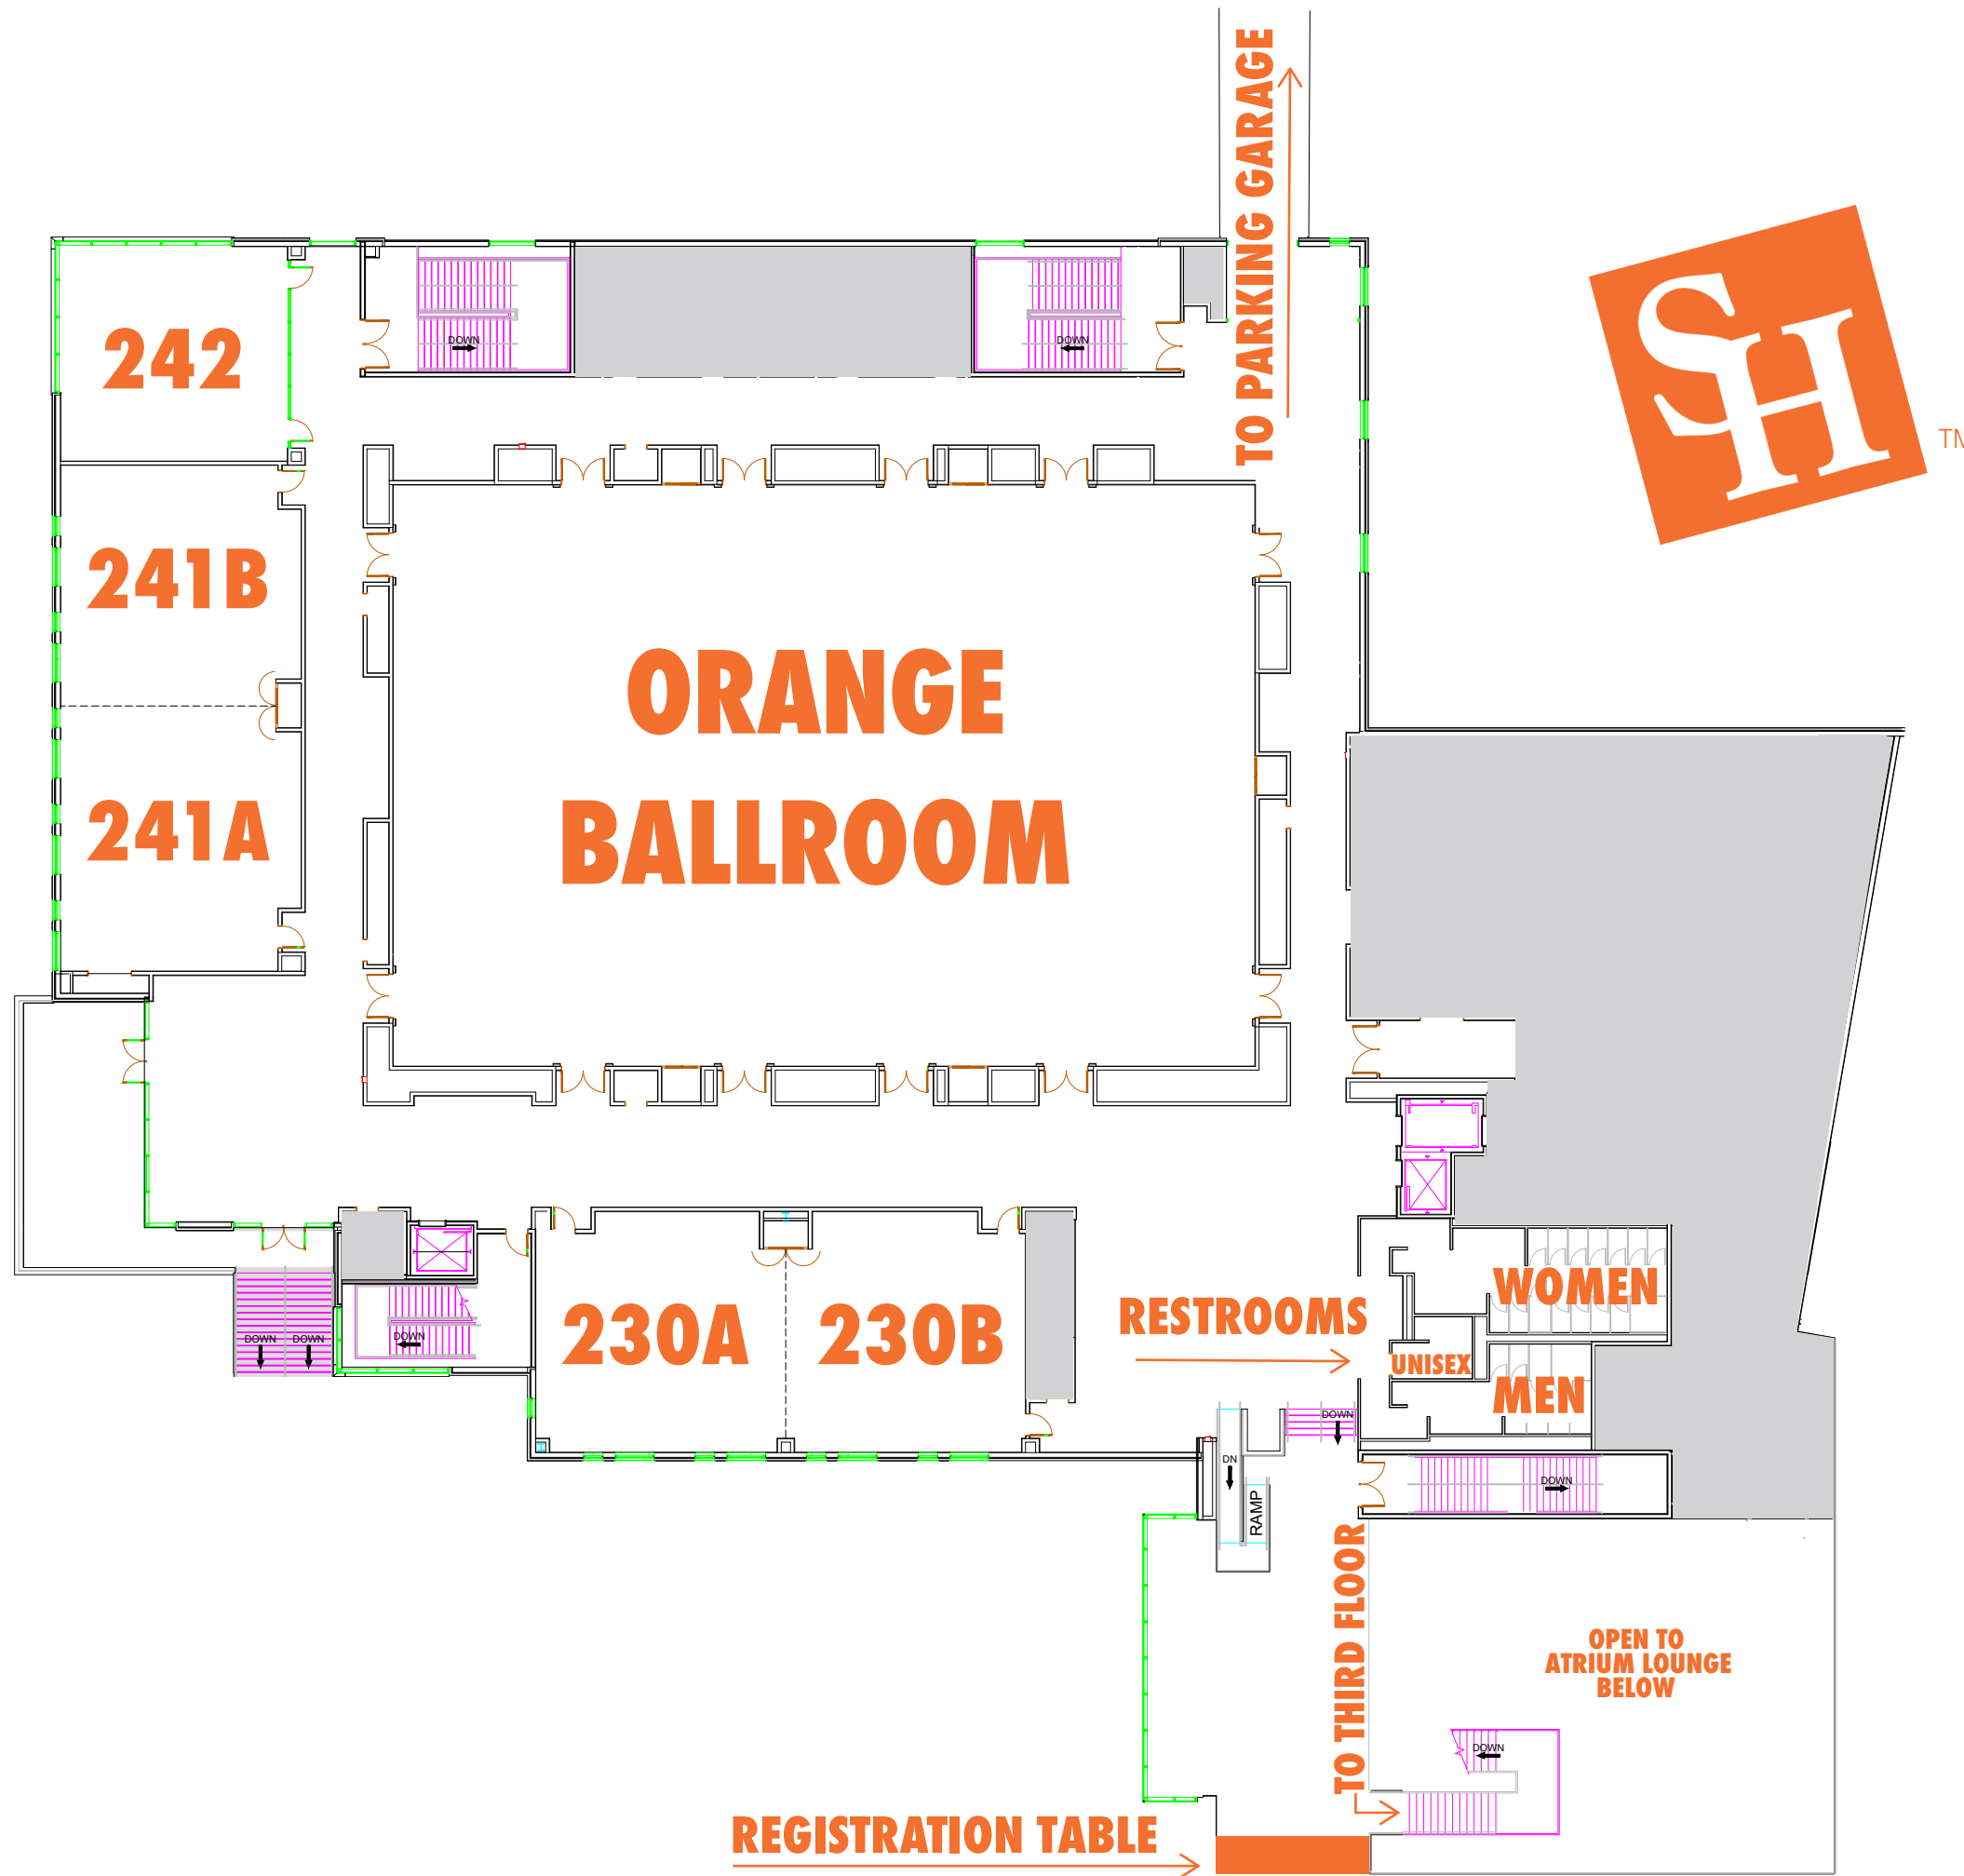 TO PARKING GARAGE
SH
TM
DOWN
DOWN
242
241B
241A
ORANGE
BALLROOM
230A
230B
RESTROOMS
WOMEN
UNISEX
MEN
DOWN
DOWN
DOWN
DOWN
DN
RAMP
DOWN
TO THIRD FLOOR
OPEN TO
ATRIUM LOUNGE
BELOW
DOWN
REGISTRATION TABLE